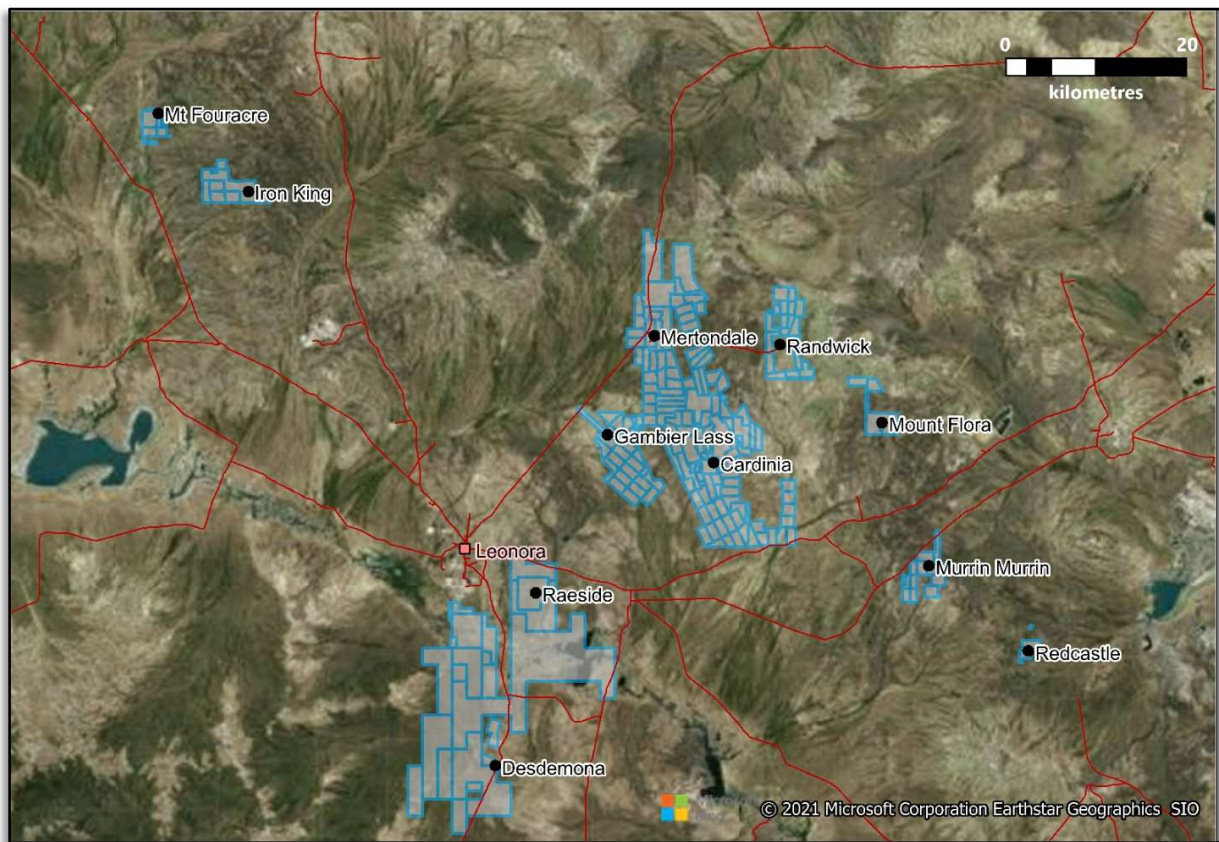 0 20
kilometres
Mt Fouracre
Iron King
Mertondale
Randwick
Mount Flora
Gambier Lass
Cardinia
Leonora
Murrin Murrin
Raeside
Redcastle
Desdemona
© 2021 Microsoft Corporation Earthstar Geographics SIO